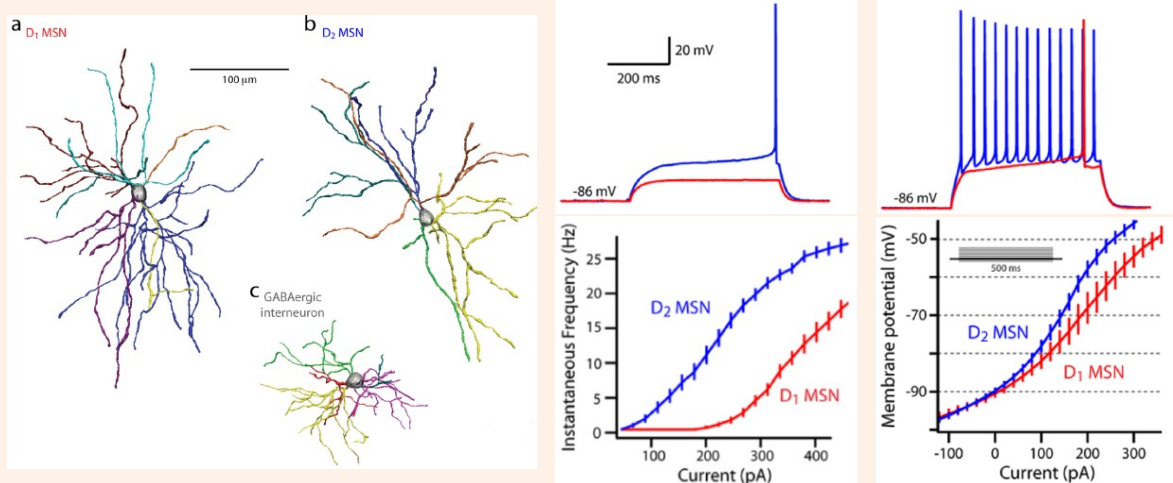 a
D1 MSN
b
D2 MSN
100 μm
c
GABAergic
interneuron
20 mV
200 ms
-86 mV
-86 mV
Instantaneous Frequency (Hz)
25
20
15
10
5
0
D2 MSN
D1 MSN
100
200
300
400
Current (pA)
Membrane potential (mV)
-50
-70
-90
500 ms
D2 MSN
D1 MSN
-100
0
100
200
300
Current (pA)